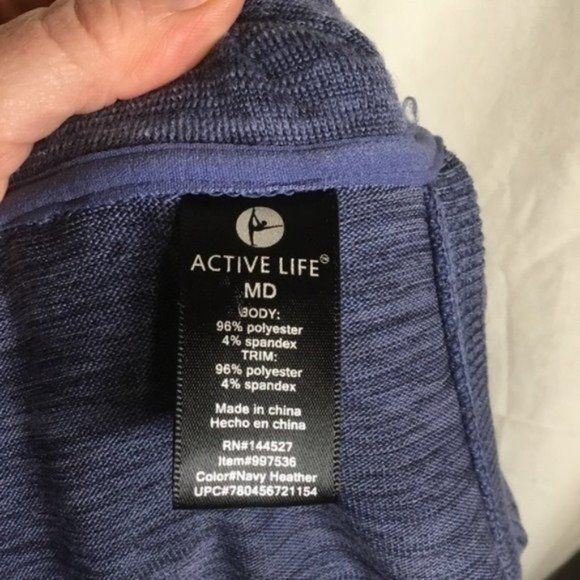 ACTIVE LIFE™
MD
BODY:
96% polyester
4% spandex
TRIM:
96% polyester
4% spandex
Made in china
Hecho en china
RN#144527
Item#997536
Color#Navy Heather
UPC#780456721154